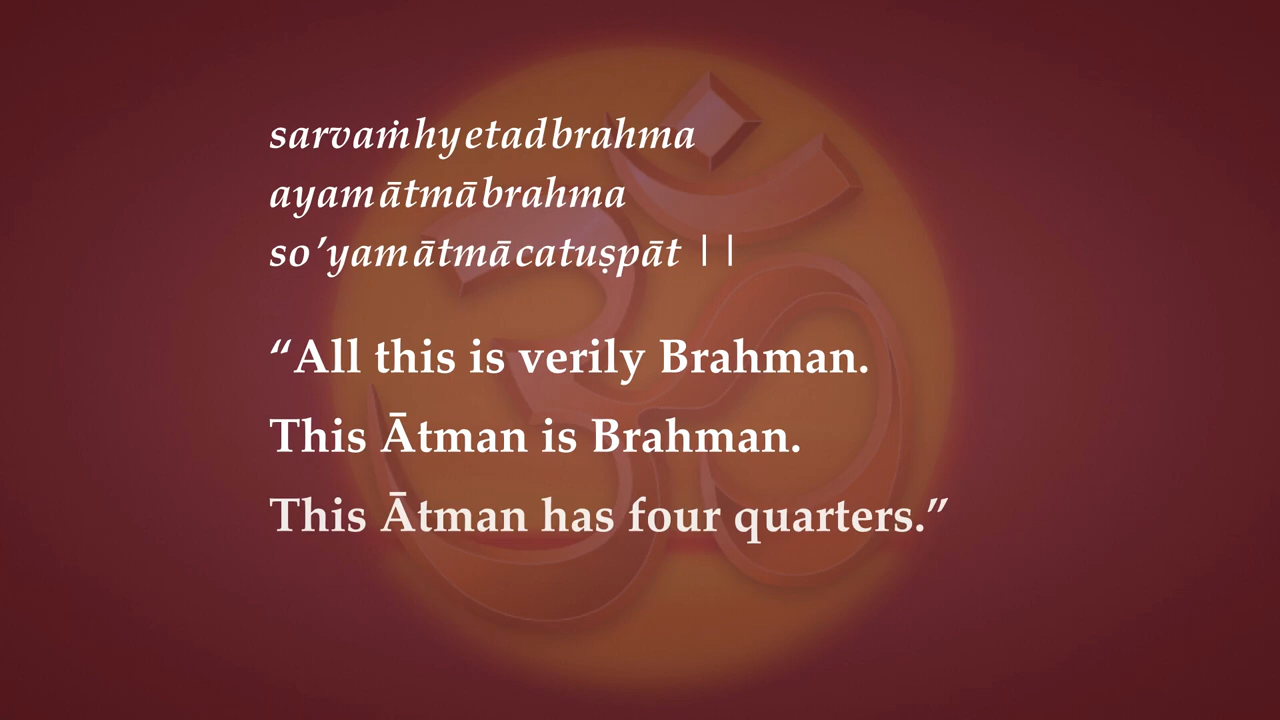 sarvaṁhyetadbrahma
ayamātmābrahma
so’yamātmācatuṣpāt ||
“All this is verily Brahman.
This Ātman is Brahman.
This Ātman has four quarters.”